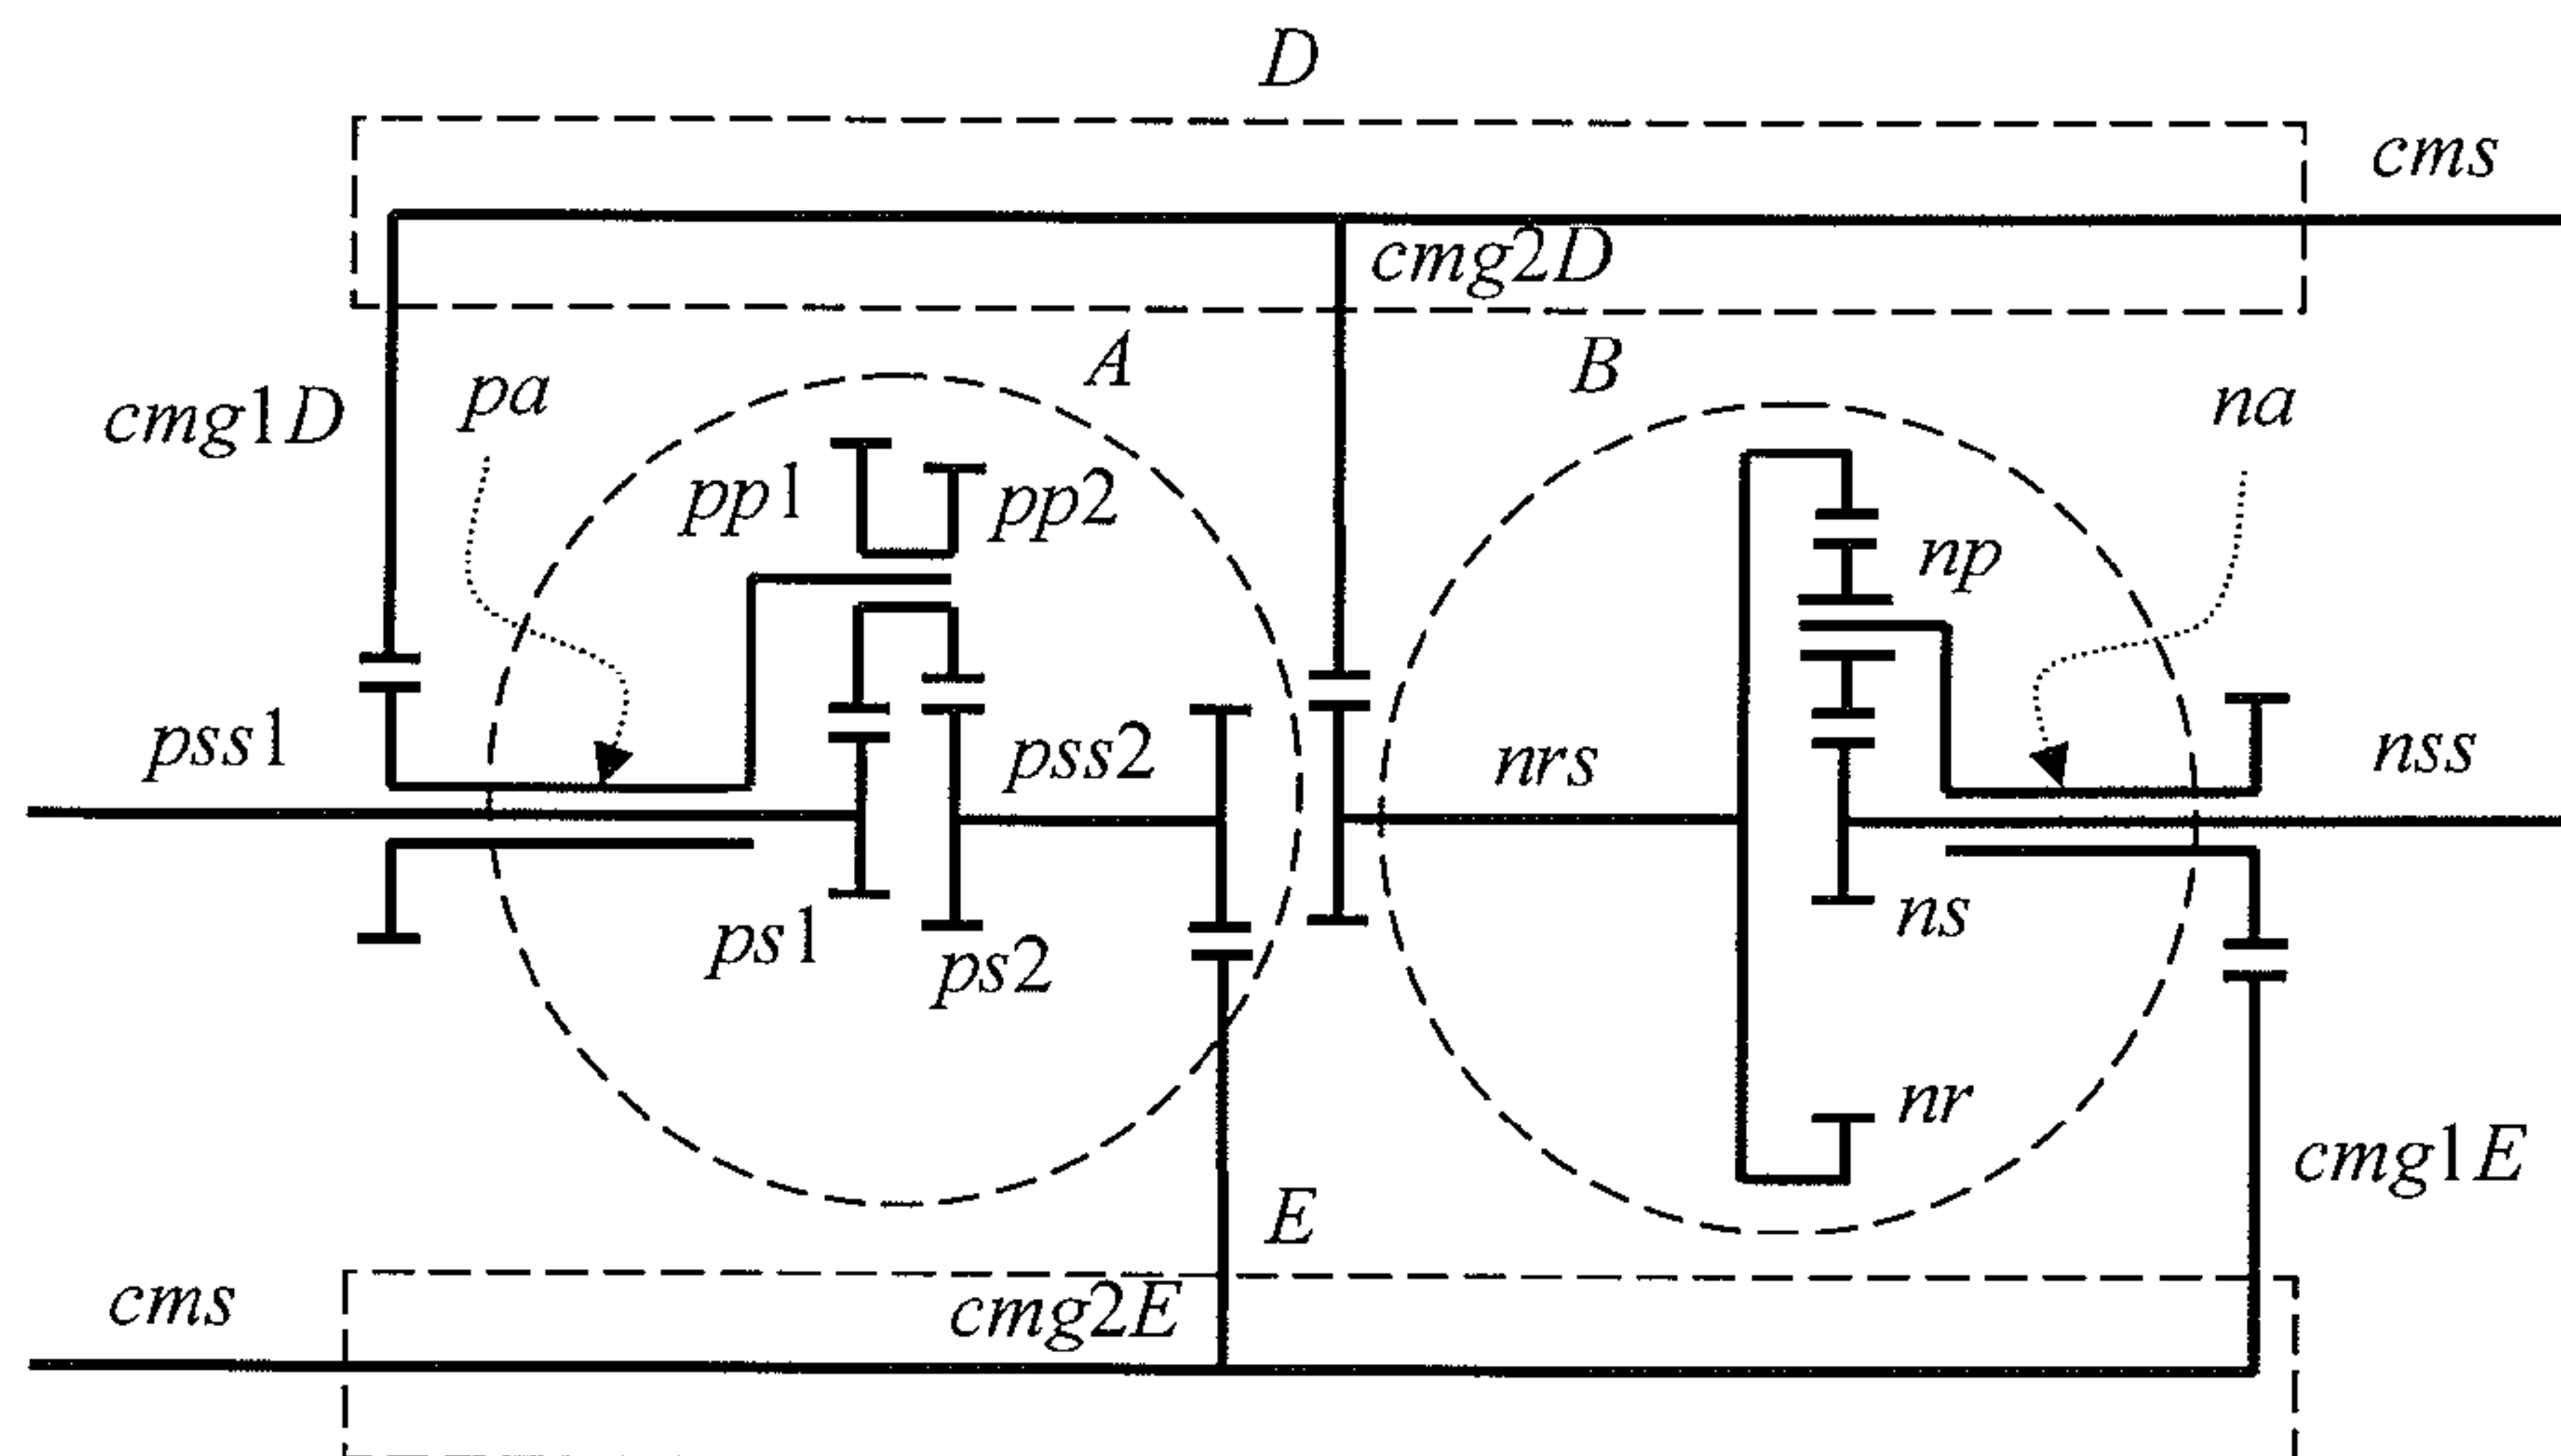 D
cms
cmg2D
A
B
cmg1D
pa
na
pp1
pp2
np
pss1
pss2
nrs
nss
ps1
ns
ps2
nr
cmg1E
E
cms
cmg2E